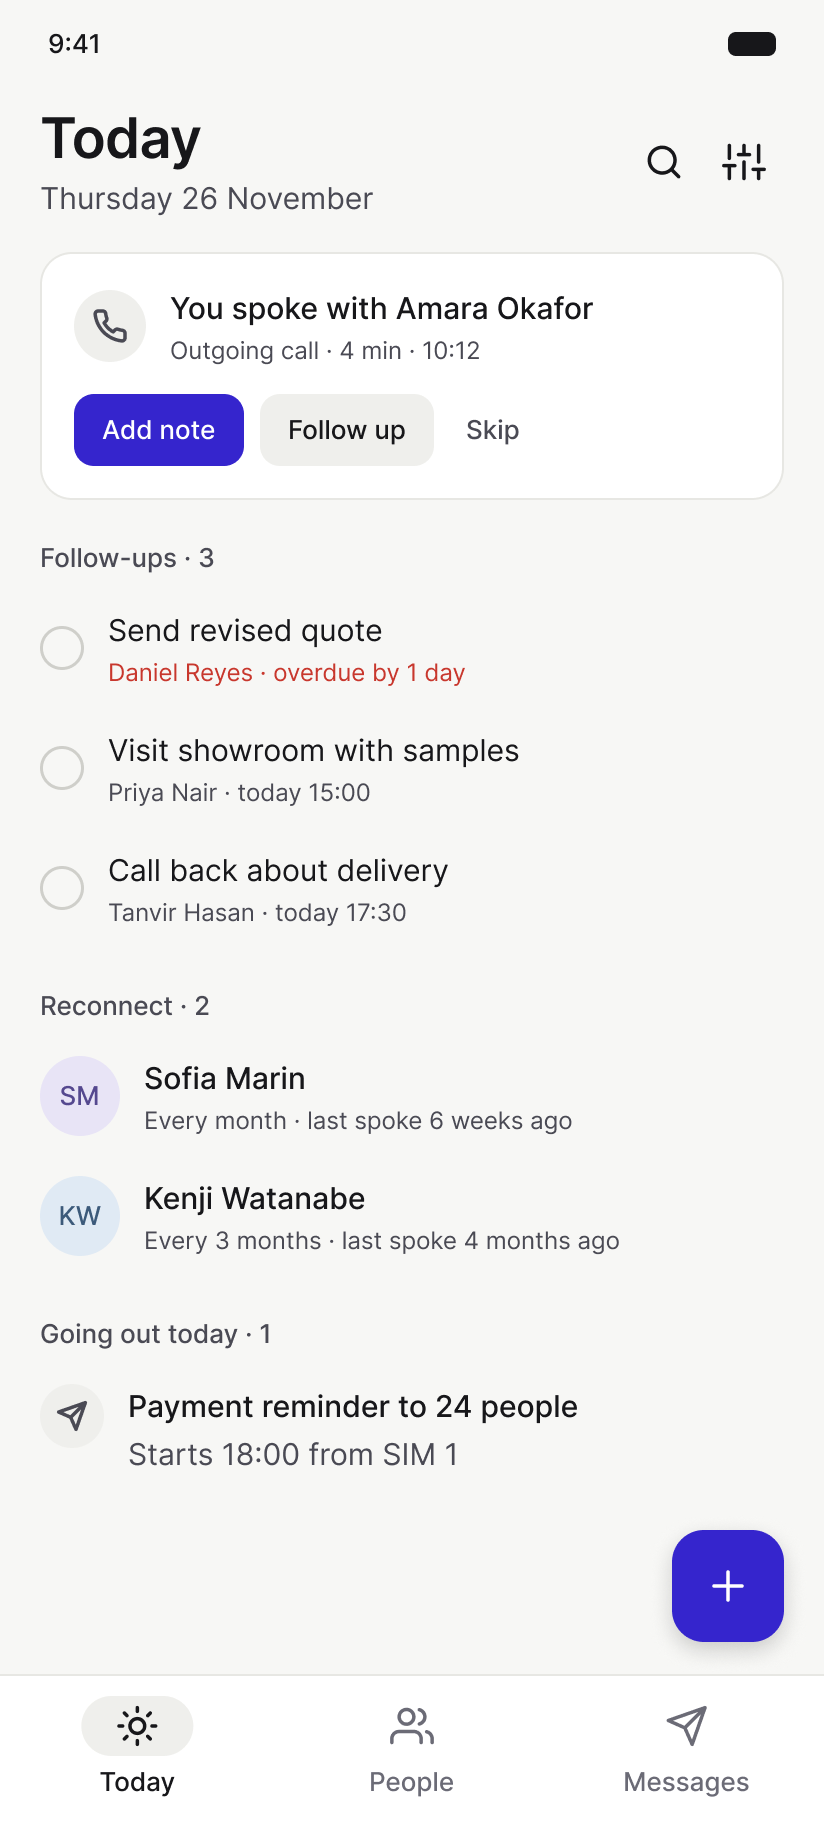 9:41
Today
Thursday 26 November
You spoke with Amara Okafor
Outgoing call · 4 min · 10:12
Add note
Follow up
Skip
Follow-ups · 3
Send revised quote
Daniel Reyes · overdue by 1 day
Visit showroom with samples
Priya Nair · today 15:00
Call back about delivery
Tanvir Hasan · today 17:30
Reconnect · 2
SM
Sofia Marin
Every month · last spoke 6 weeks ago
KW
Kenji Watanabe
Every 3 months · last spoke 4 months ago
Going out today · 1
Payment reminder to 24 people
Starts 18:00 from SIM 1
Today
People
Messages